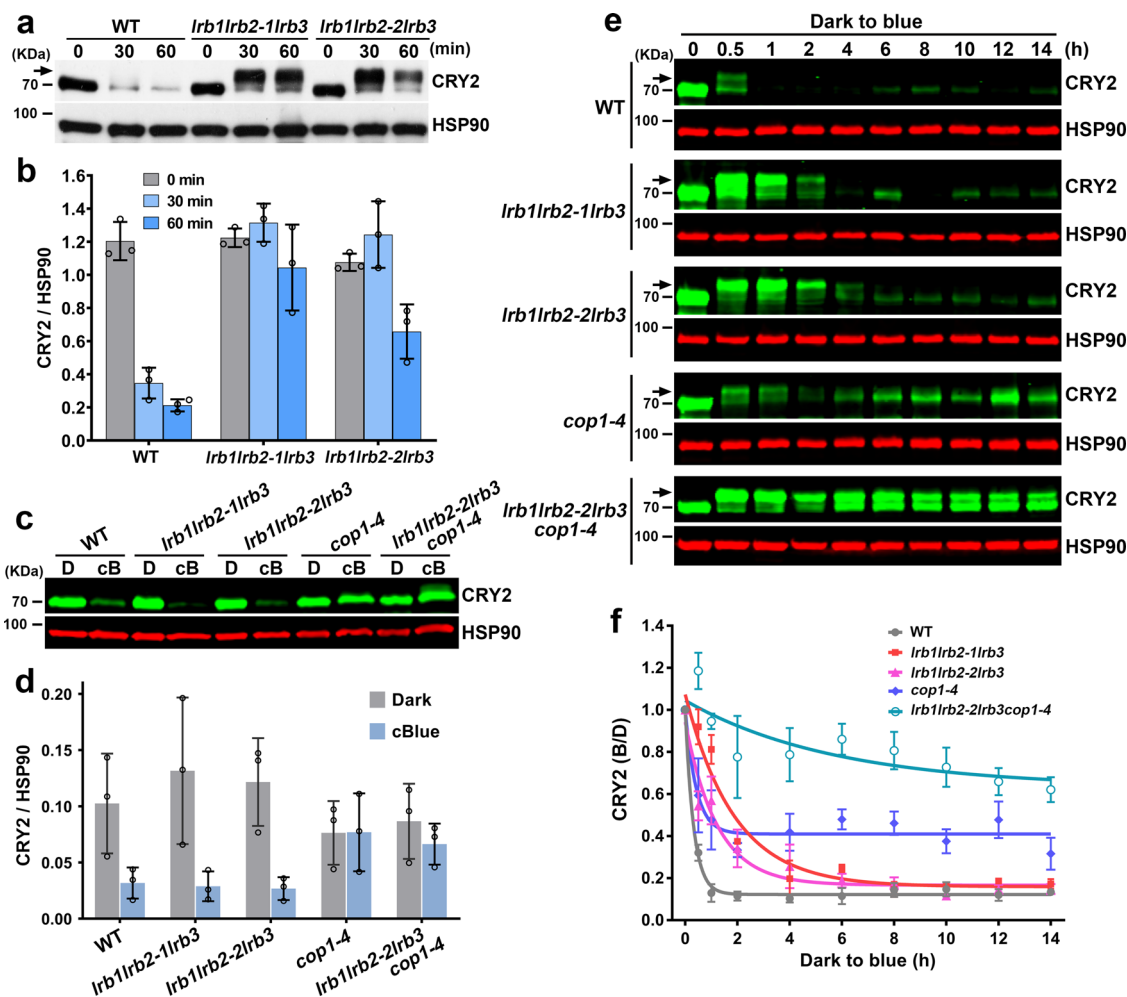 a
WT lrb1lrb2-1lrb3 lrb1lrb2-2lrb3
(KDa) 0 30 60 0 30 60 0 30 60 (min)
70 CRY2
100 HSP90
b
CRY2 / HSP90
1.6
1.4
1.2
1.0
0.8
0.6
0.4
0.2
0.0
0 min
30 min
60 min
WT lrb1lrb2-1lrb3 lrb1lrb2-2lrb3
c
WT lrb1lrb2-1lrb3 lrb1lrb2-2lrb3 cop1-4 lrb1lrb2-2lrb3 cop1-4
(KDa) D cB D cB D cB D cB D cB
70 CRY2
100 HSP90
d
CRY2 / HSP90
0.20
0.15
0.10
0.05
0.00
Dark
cBlue
WT lrb1lrb2-1lrb3 lrb1lrb2-2lrb3 cop1-4 lrb1lrb2-2lrb3 cop1-4
e
Dark to blue
0 0.5 1 2 4 6 8 10 12 14 (h)
WT
70 CRY2
100 HSP90
lrb1lrb2-1lrb3
70 CRY2
100 HSP90
lrb1lrb2-2lrb3
70 CRY2
100 HSP90
cop1-4
70 CRY2
100 HSP90
lrb1lrb2-2lrb3
cop1-4
70 CRY2
100 HSP90
f
CRY2 (B/D)
1.4
1.2
1.0
0.8
0.6
0.4
0.2
0.0
WT
lrb1lrb2-1lrb3
lrb1lrb2-2lrb3
cop1-4
lrb1lrb2-2lrb3cop1-4
0 2 4 6 8 10 12 14
Dark to blue (h)